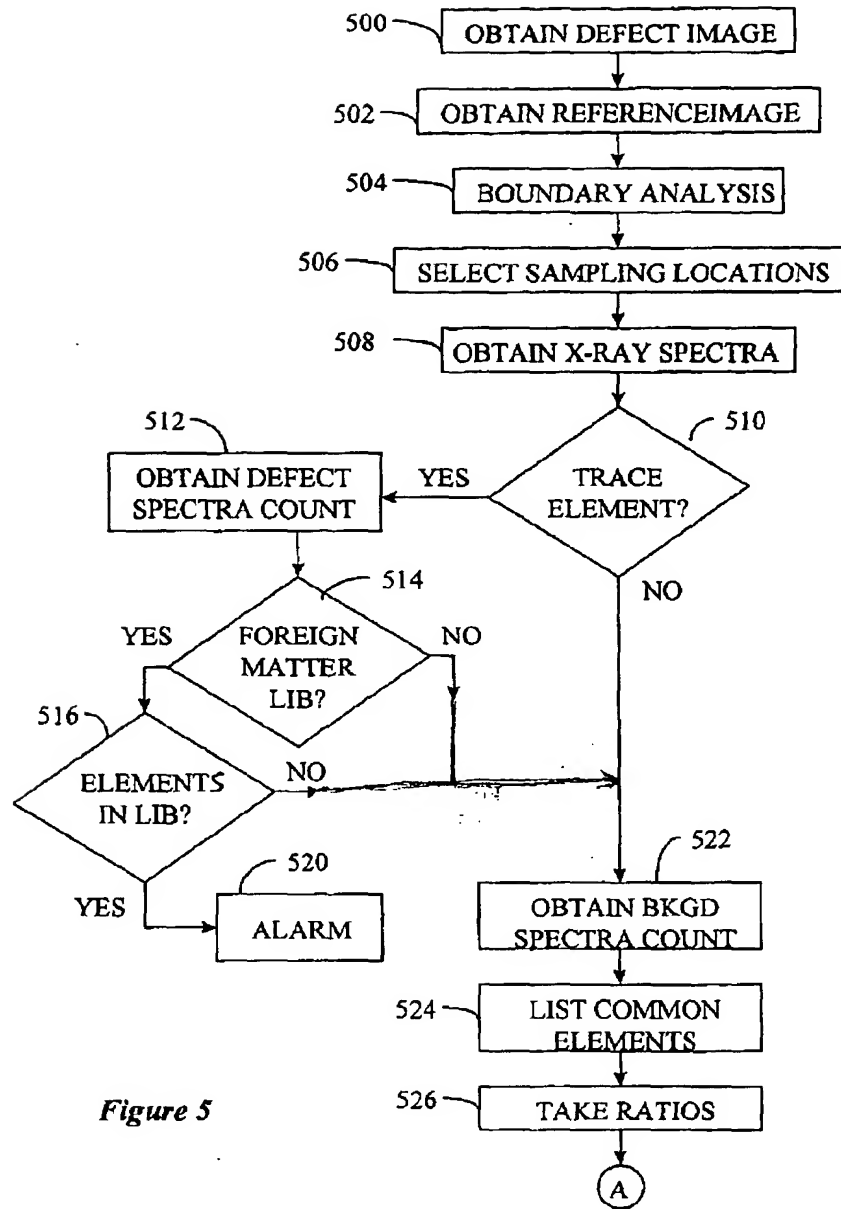 500
OBTAIN DEFECT IMAGE
502
OBTAIN REFERENCEIMAGE
504
BOUNDARY ANALYSIS
506
SELECT SAMPLING LOCATIONS
508
OBTAIN X-RAY SPECTRA
510
TRACE
ELEMENT?
YES
NO
512
OBTAIN DEFECT
SPECTRA COUNT
514
FOREIGN
MATTER
LIB?
YES
NO
516
ELEMENTS
IN LIB?
NO
YES
520
ALARM
522
OBTAIN BKGD
SPECTRA COUNT
524
LIST COMMON
ELEMENTS
526
TAKE RATIOS
A
Figure 5